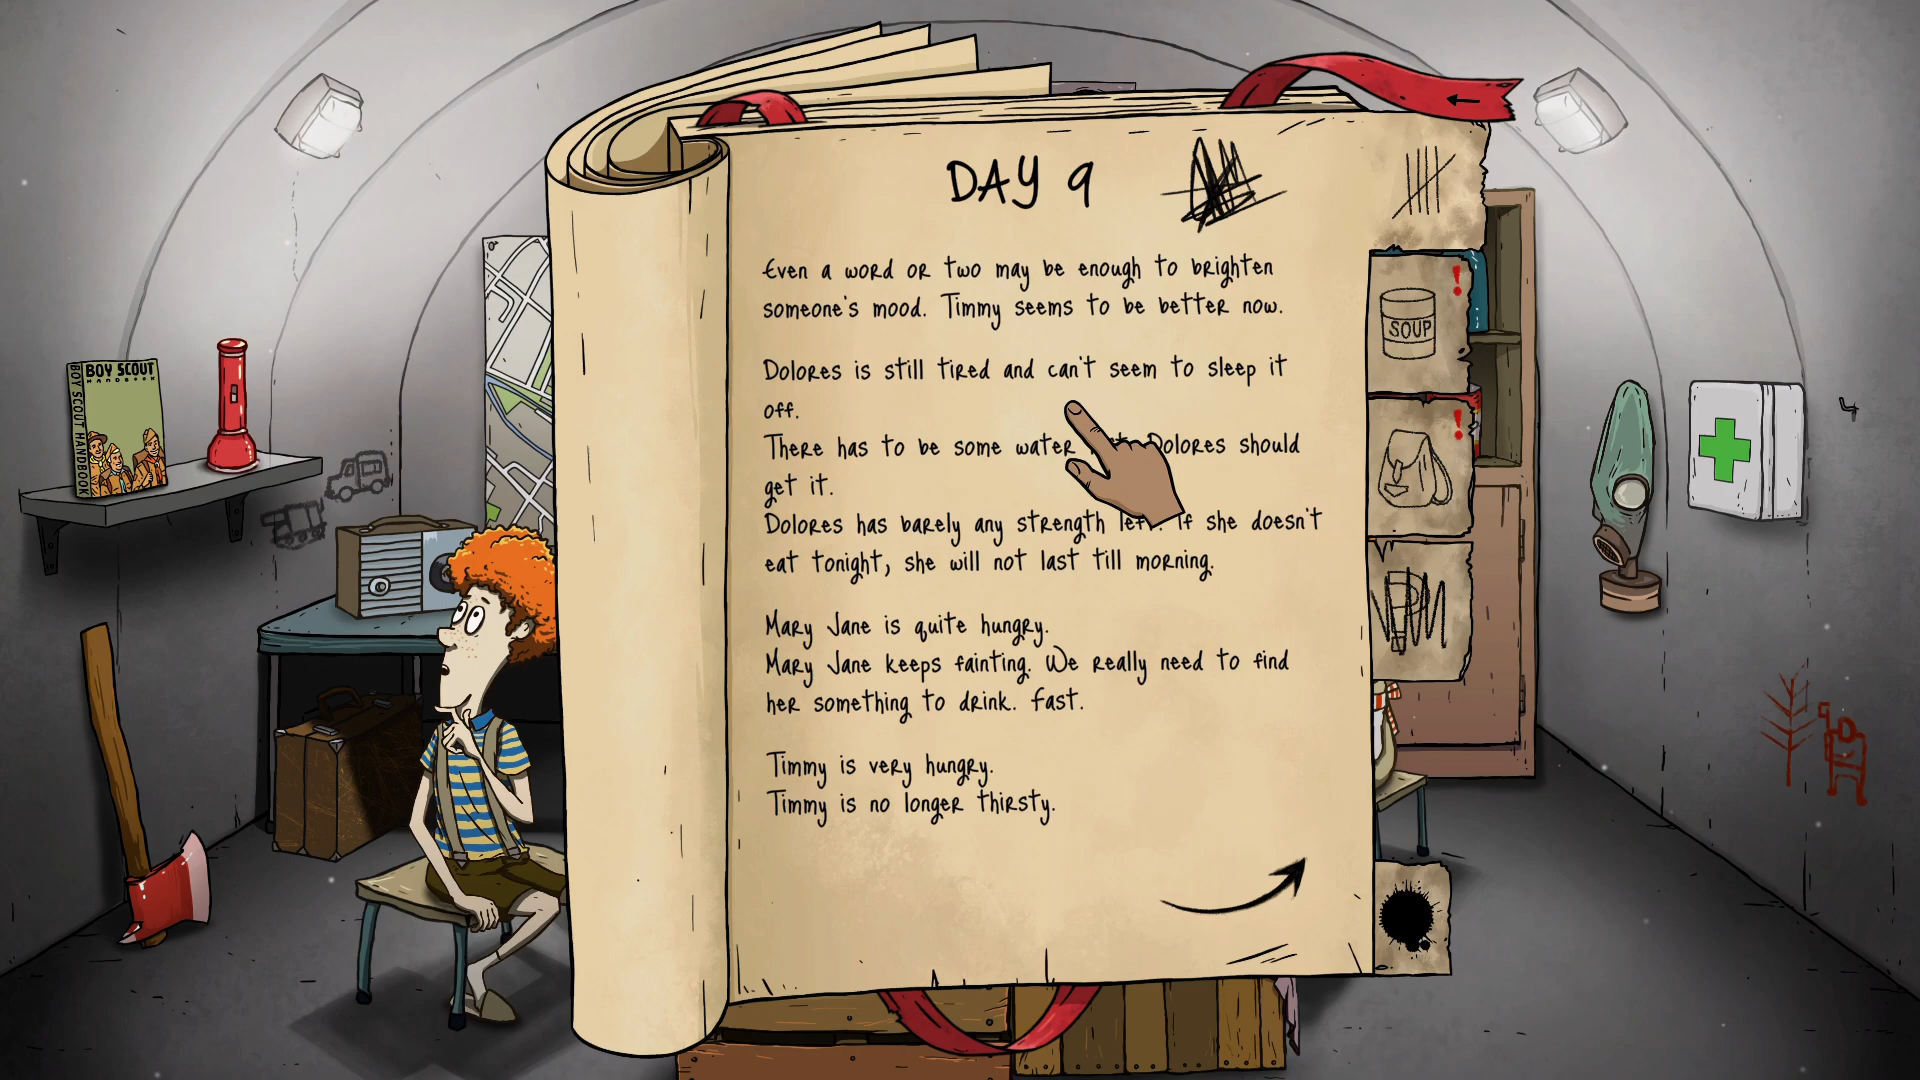 DAY 9
Even a word or two may be enough to brighten
someone's mood. Timmy seems to be better now.
Dolores is still tired and can't seem to sleep it
off.
There has to be some water Dolores should
get it.
Dolores has barely any strength left. If she doesn't
eat tonight, she will not last till morning.
Mary Jane is quite hungry.
Mary Jane keeps fainting. We really need to find
her something to drink. Fast.
Timmy is very hungry.
Timmy is no longer thirsty.
SOUP
!
!
BOY SCOUT
HANDBOOK
BOY SCOUT HANDBOOK